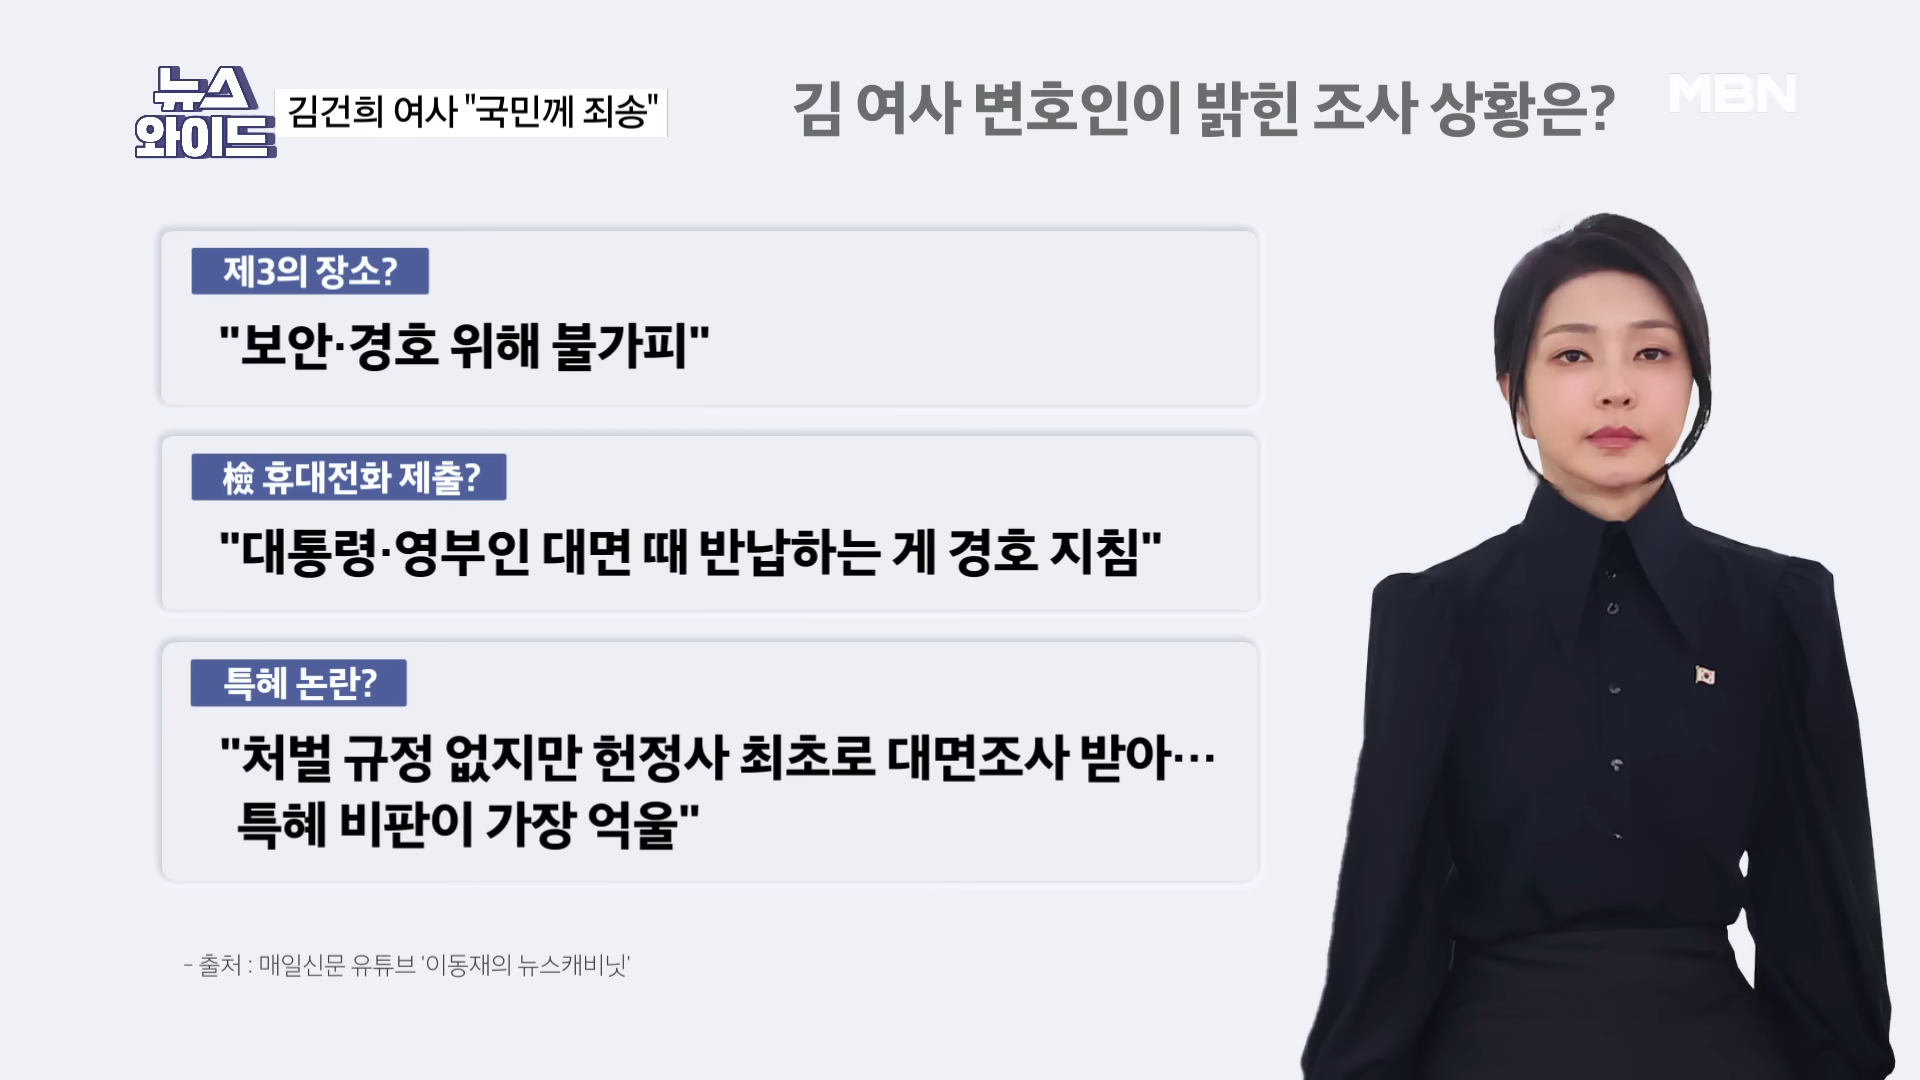 뉴스
와이드
김건희 여사 "국민께 죄송"
김 여사 변호인이 밝힌 조사 상황은?
MBN
제3의 장소?
"보안·경호 위해 불가피"
檢 휴대전화 제출?
"대통령·영부인 대면 때 반납하는 게 경호 지침"
특혜 논란?
"처벌 규정 없지만 헌정사 최초로 대면조사 받아…
특혜 비판이 가장 억울"
- 출처 : 매일신문 유튜브 '이동재의 뉴스캐비닛'